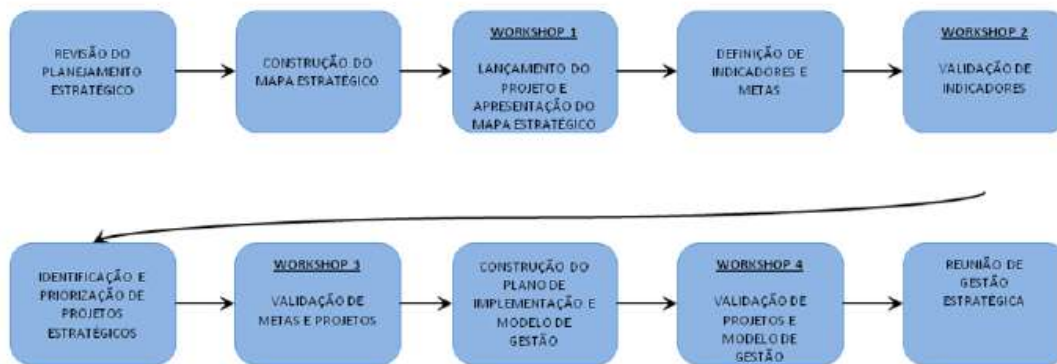 REVISÃO DO
PLANEJAMENTO
ESTRATÉGICO
CONSTRUÇÃO DO
MAPA ESTRATÉGICO
WORKSHOP 1
LANÇAMENTO DO
PROJETO E
APRESENTAÇÃO DO
MAPA ESTRATÉGICO
DEFINIÇÃO DE
INDICADORES E
METAS
WORKSHOP 2
VALIDAÇÃO DE
INDICADORES
IDENTIFICAÇÃO E
PRIORIZAÇÃO DE
PROJETOS
ESTRATÉGICOS
WORKSHOP 3
VALIDAÇÃO DE
METAS E PROJETOS
CONSTRUÇÃO DO
PLANO DE
IMPLEMENTAÇÃO E
MODELO DE
GESTÃO
WORKSHOP 4
VALIDAÇÃO DE
PROJETOS E
MODELO DE
GESTÃO
REUNIÃO DE
GESTÃO
ESTRATÉGICA